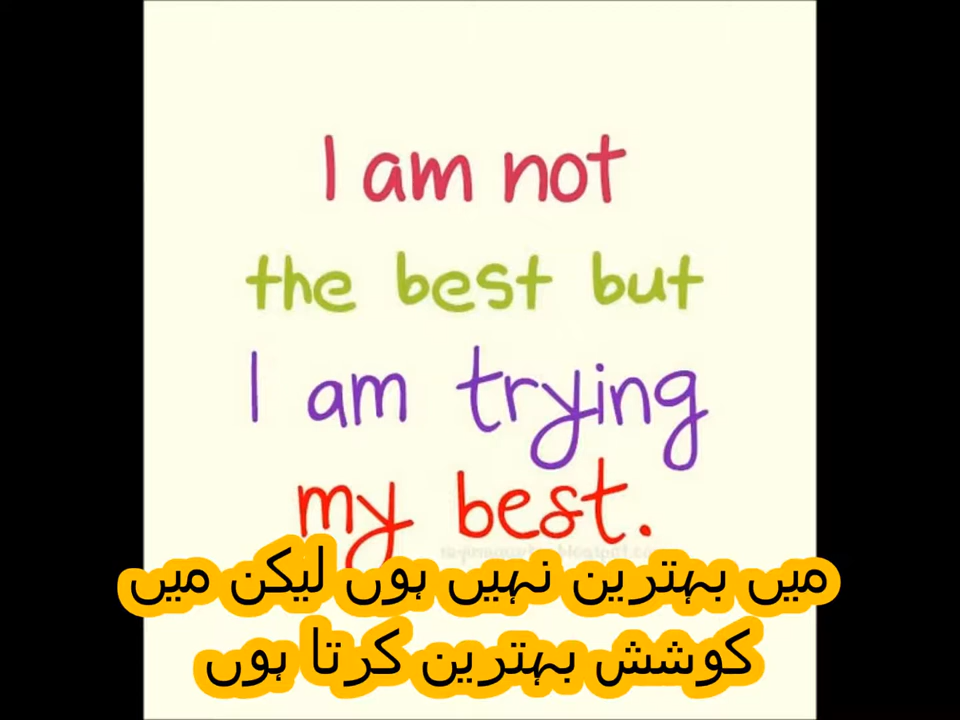 I am not
the best but
I am trying
my best.
میں بہترین نہیں ہوں لیکن میں
کوشش بہترین کرتا ہوں